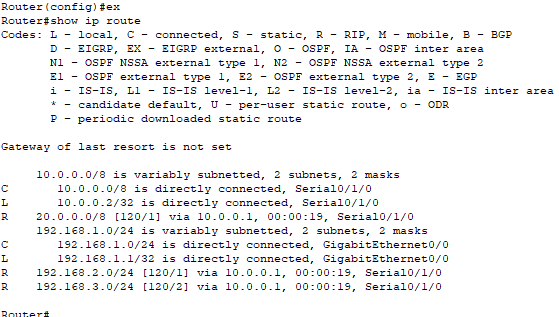 Router(config)#ex
Router#show ip route
Codes: L - local, C - connected, S - static, R - RIP, M - mobile, B - BGP
       D - EIGRP, EX - EIGRP external, O - OSPF, IA - OSPF inter area
       N1 - OSPF NSSA external type 1, N2 - OSPF NSSA external type 2
       E1 - OSPF external type 1, E2 - OSPF external type 2, E - EGP
       i - IS-IS, L1 - IS-IS level-1, L2 - IS-IS level-2, ia - IS-IS inter area
       * - candidate default, U - per-user static route, o - ODR
       P - periodic downloaded static route
Gateway of last resort is not set
     10.0.0.0/8 is variably subnetted, 2 subnets, 2 masks
C       10.0.0.0/8 is directly connected, Serial0/1/0
L       10.0.0.2/32 is directly connected, Serial0/1/0
R    20.0.0.0/8 [120/1] via 10.0.0.1, 00:00:19, Serial0/1/0
     192.168.1.0/24 is variably subnetted, 2 subnets, 2 masks
C       192.168.1.0/24 is directly connected, GigabitEthernet0/0
L       192.168.1.1/32 is directly connected, GigabitEthernet0/0
R    192.168.2.0/24 [120/1] via 10.0.0.1, 00:00:19, Serial0/1/0
R    192.168.3.0/24 [120/2] via 10.0.0.1, 00:00:19, Serial0/1/0
Router#